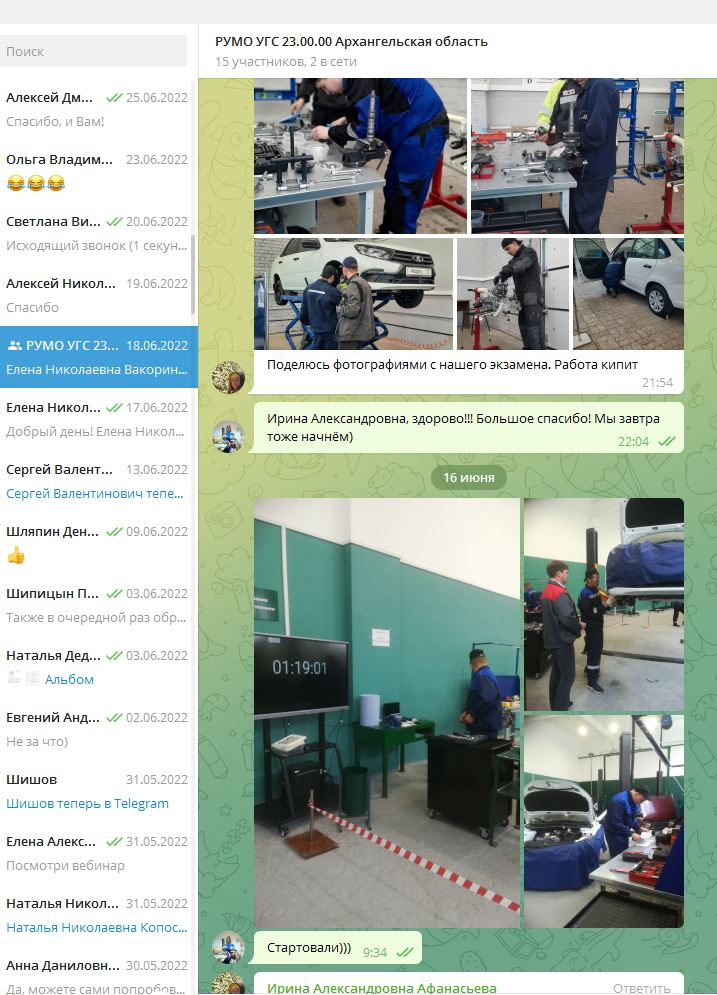 Поиск
Алексей Дм... 25.06.2022
Спасибо, и Вам!
Ольга Владим... 23.06.2022
Светлана Ви... 20.06.2022
Исходящий звонок (1 секун...
Алексей Никол... 19.06.2022
Спасибо
РУМО УГС 23... 18.06.2022
Елена Николаевна Вакорин...
Елена Никол... 17.06.2022
Добрый день! Елена Никол...
Сергей Валент... 13.06.2022
Сергей Валентинович тепе...
Шляпин Ден... 09.06.2022
Шипицын П... 03.06.2022
Также в очередной раз обр...
Наталья Дед... 03.06.2022
Альбом
Евгений Анд... 02.06.2022
Не за что)
Шишов 31.05.2022
Шишов теперь в Telegram
Елена Алекс... 31.05.2022
Посмотри вебинар
Наталья Никол... 31.05.2022
Наталья Николаевна Копос...
Анна Даниловн... 30.05.2022
Да, можете сами попробов...
РУМО УГС 23.00.00 Архангельская область
15 участников, 2 в сети
Поделюсь фотографиями с нашего экзамена. Работа кипит
21:54
Ирина Александровна, здорово!!! Большое спасибо! Мы завтра
тоже начнём)
22:04
16 июня
01:19:01
Стартовали))) 9:34
Ирина Александровна Афанасьева Ответить